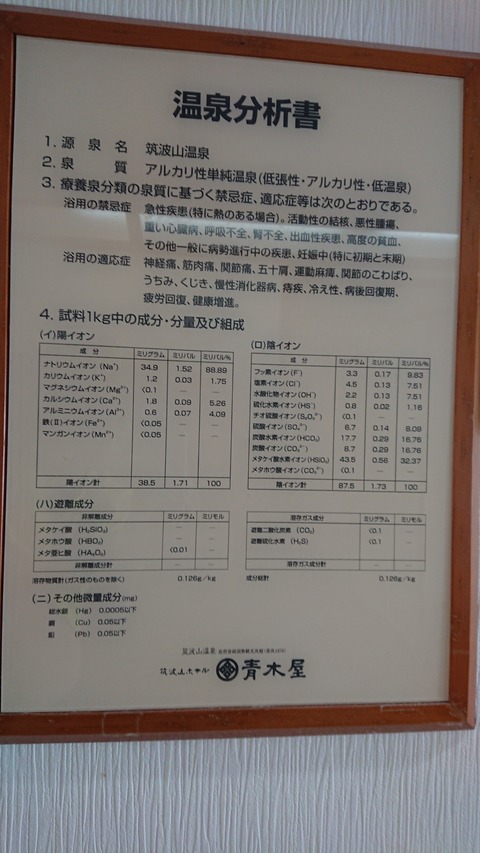 温泉分析書
1. 源泉名 筑波山温泉
2. 泉質 アルカリ性単純温泉(低張性・アルカリ性・低温泉)
3. 療養泉分類の泉質に基づく禁忌症、適応症等は次のとおりである。
浴用の禁忌症 急性疾患(特に熱のある場合)。活動性の結核、悪性腫瘍、
重い心臓病、呼吸不全、腎不全、出血性疾患、高度の貧血、
その他一般に病勢進行中の疾患、妊娠中(特に初期と末期)
浴用の適応症 神経痛、筋肉痛、関節痛、五十肩、運動麻痺、関節のこわばり、
うちみ、くじき、慢性消化器病、痔疾、冷え性、病後回復期、
疲労回復、健康増進。
4. 試料1kg中の成分・分量及び組成
(イ)陽イオン
成分 ミリグラム ミリバル ミリバル%
ナトリウムイオン (Na⁺) 34.9 1.52 88.89
カリウムイオン (K⁺) 1.2 0.03 1.75
マグネシウムイオン (Mg²⁺) <0.1 — —
カルシウムイオン (Ca²⁺) 1.8 0.09 5.26
アルミニウムイオン (Al³⁺) 0.6 0.07 4.09
鉄(Ⅱ)イオン (Fe²⁺) <0.05 — —
マンガンイオン (Mn²⁺) <0.05 — —
陽イオン計 38.5 1.71 100
(ロ)陰イオン
成分 ミリグラム ミリバル ミリバル%
フッ素イオン (F⁻) 3.3 0.17 9.83
塩素イオン (Cl⁻) 4.5 0.13 7.51
水酸化物イオン (OH⁻) 2.2 0.13 7.51
硫化水素イオン (HS⁻) 0.8 0.02 1.16
チオ硫酸イオン (S₂O₃²⁻) <0.1 — —
硫酸イオン (SO₄²⁻) 6.7 0.14 8.09
炭酸水素イオン (HCO₃⁻) 17.7 0.29 16.76
炭酸イオン (CO₃²⁻) 8.7 0.29 16.76
メタケイ酸水素イオン (HSiO₃⁻) 43.5 0.56 32.37
メタホウ酸イオン <0.1 — —
陰イオン計 87.5 1.73 100
(ハ)遊離成分
非解離成分 ミリグラム ミリモル
メタケイ酸 (H₂SiO₃) — —
メタホウ酸 (HBO₂) — —
メタ亜ヒ酸 (HAsO₂) <0.01 —
非解離成分計 — —
溶存ガス成分 ミリグラム ミリモル
遊離二酸化炭素 (CO₂) <0.1 —
遊離硫化水素 (H₂S) <0.1 —
溶存ガス成分計 — —
溶存物質計(ガス性のものを除く) 0.126g/kg
成分総計 0.126g/kg
(ニ)その他微量成分(mg)
総水銀 (Hg) 0.0005以下
銅 (Cu) 0.05以下
鉛 (Pb) 0.05以下
筑波山温泉
筑波山ホテル 青木屋